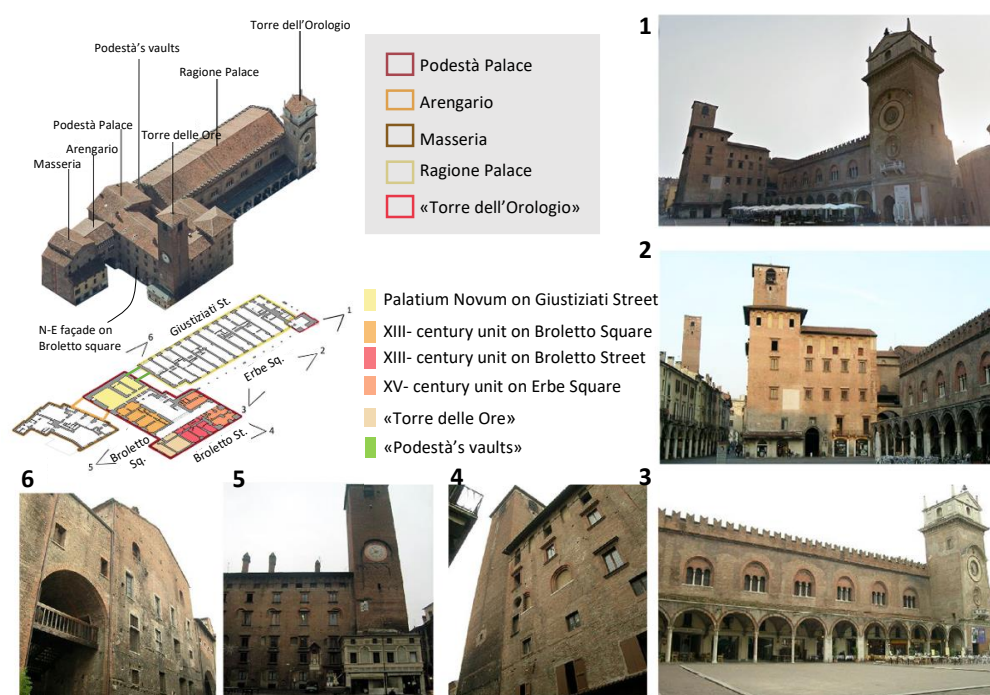 Torre dell'Orologio
Podestà's vaults
Ragione Palace
Podestà Palace
Torre delle Ore
Arengario
Masseria
N-E façade on
Broletto square
Podestà Palace
Arengario
Masseria
Ragione Palace
«Torre dell'Orologio»
Giustiziati St.
Erbe Sq.
Broletto
Sq.
Broletto St.
1
2
3
4
5
6
Palatium Novum on Giustiziati Street
XIII- century unit on Broletto Square
XIII- century unit on Broletto Street
XV- century unit on Erbe Square
«Torre delle Ore»
«Podestà's vaults»
1
2
6
5
4
3